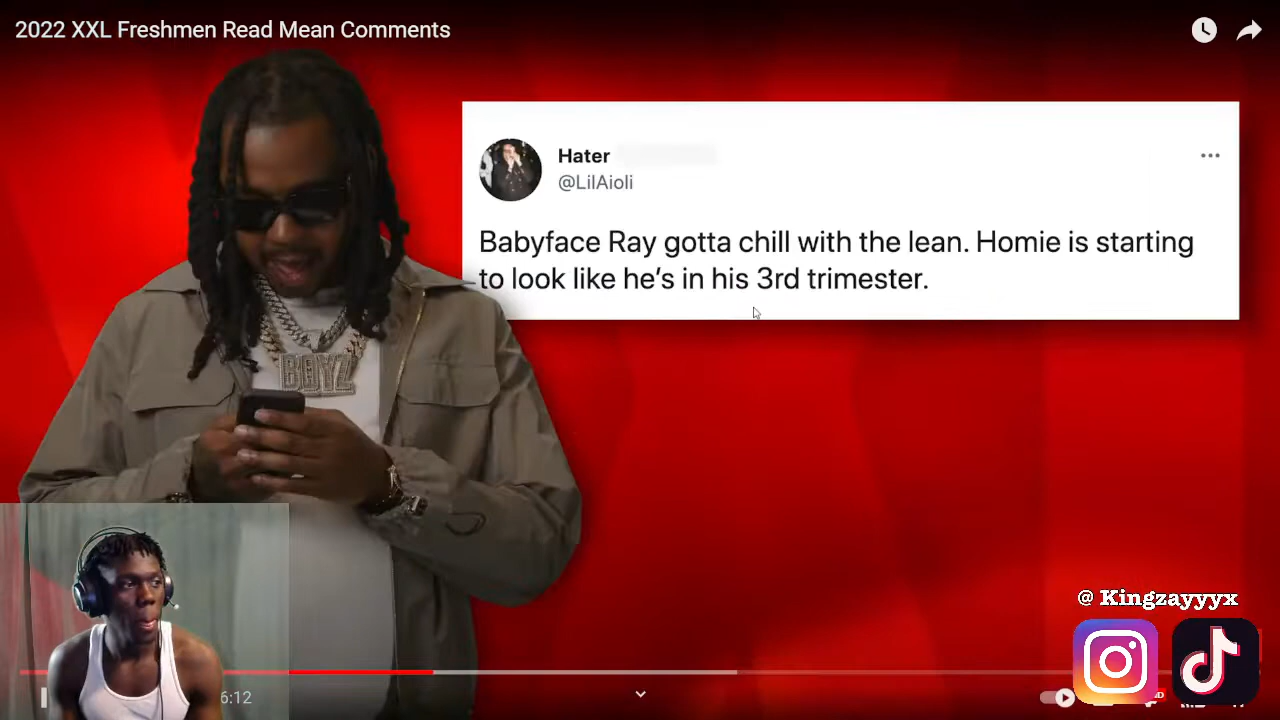 2022 XXL Freshmen Read Mean Comments
Hater
@LilAioli
Babyface Ray gotta chill with the lean. Homie is starting
to look like he's in his 3rd trimester.
BOYZ
@ Kingzayyyx
6:12